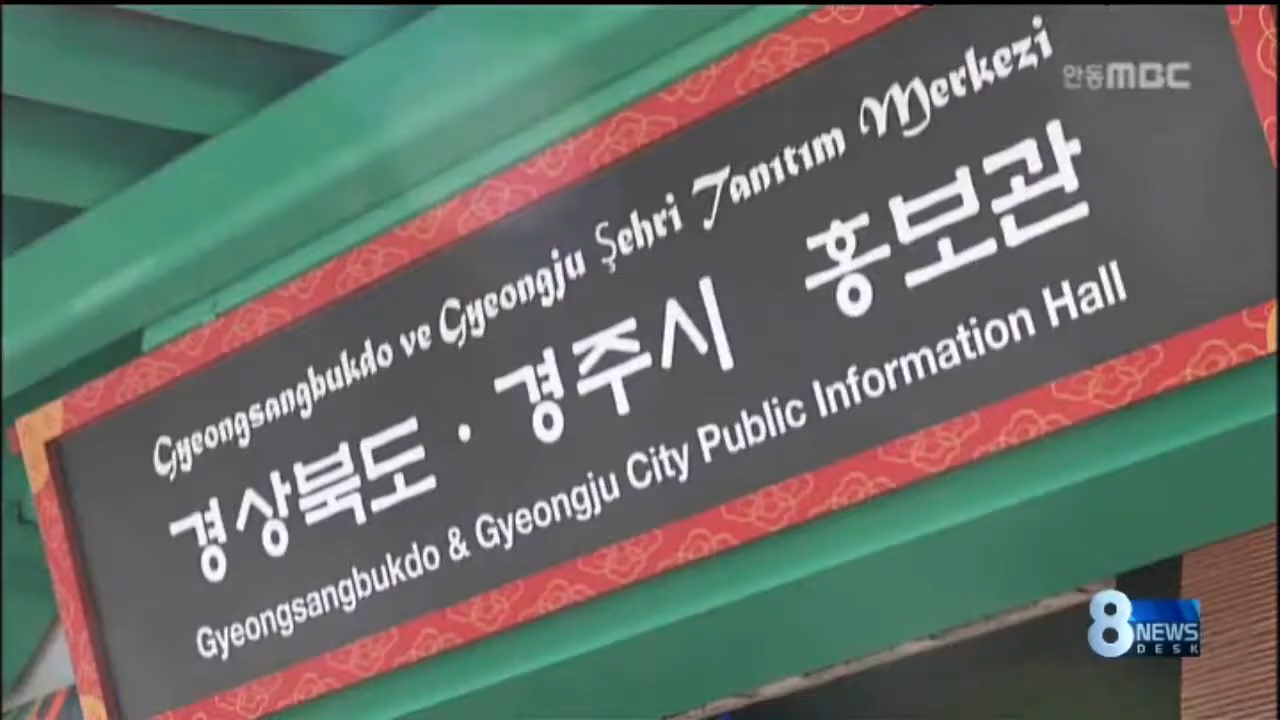 안동MBC
Gyeongsangbukdo ve Gyeongju Şehri Tanıtım Merkezi
경상북도 · 경주시 홍보관
Gyeongsangbukdo & Gyeongju City Public Information Hall
8 NEWS
DESK